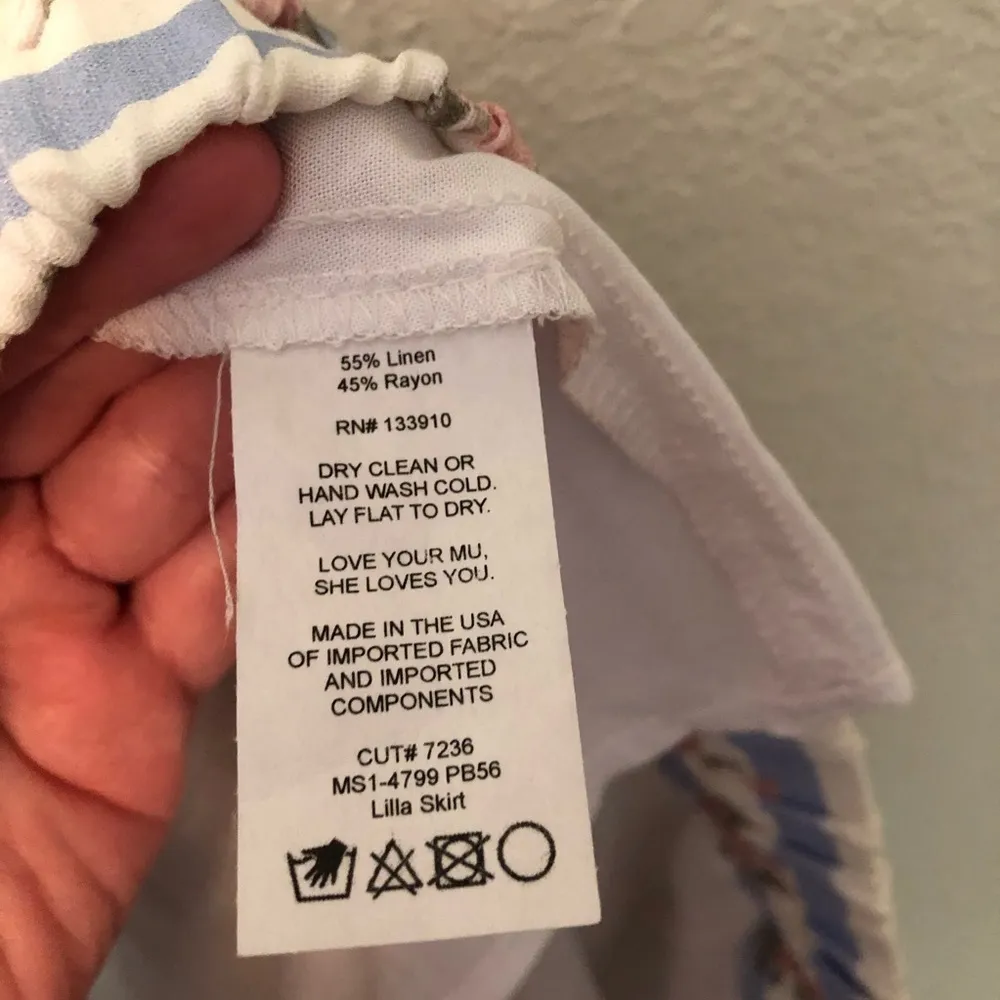 55% Linen
45% Rayon
RN# 133910
DRY CLEAN OR
HAND WASH COLD.
LAY FLAT TO DRY.
LOVE YOUR MU,
SHE LOVES YOU.
MADE IN THE USA
OF IMPORTED FABRIC
AND IMPORTED
COMPONENTS
CUT# 7236
MS1-4799 PB56
Lilla Skirt